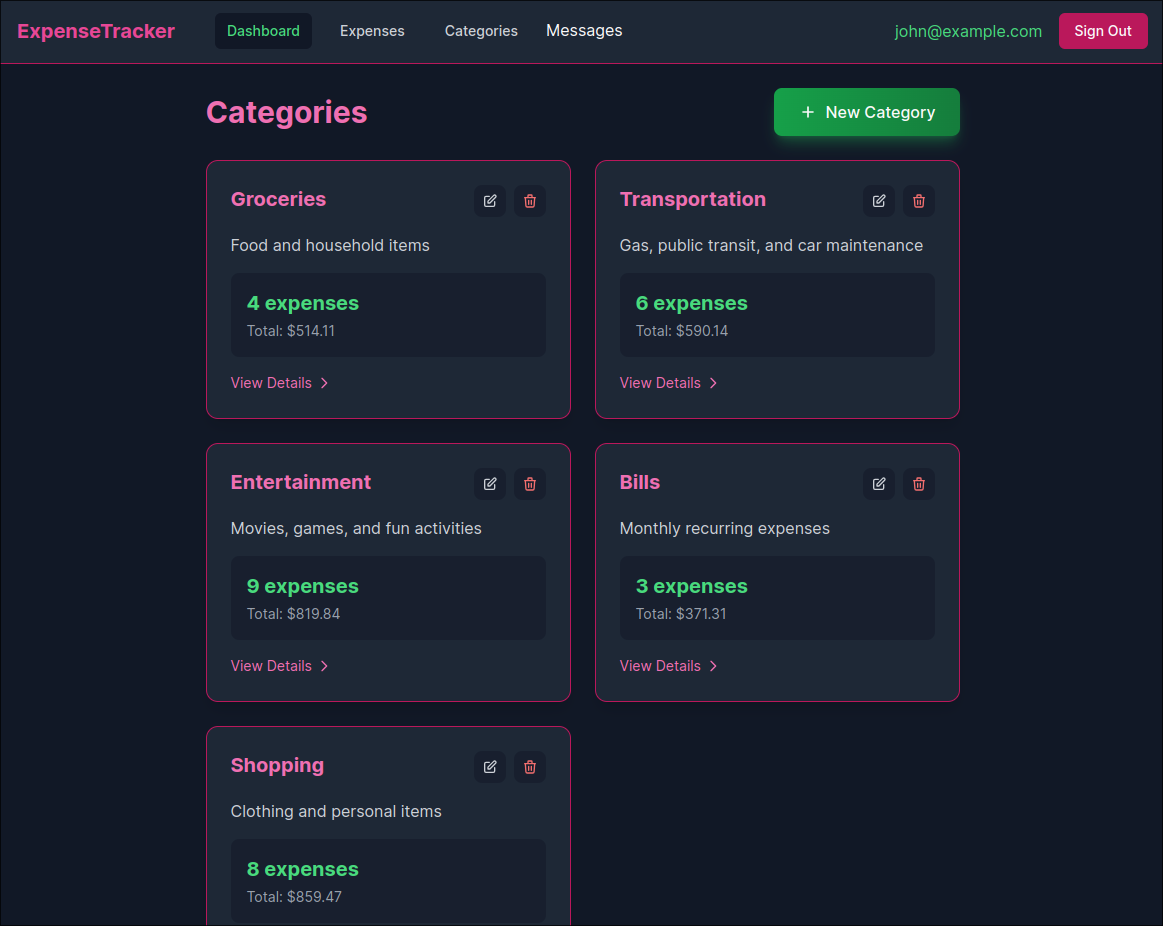 ExpenseTracker Dashboard Expenses Categories Messages john@example.com Sign Out
Categories
+ New Category
Groceries
Food and household items
4 expenses
Total: $514.11
View Details
Transportation
Gas, public transit, and car maintenance
6 expenses
Total: $590.14
View Details
Entertainment
Movies, games, and fun activities
9 expenses
Total: $819.84
View Details
Bills
Monthly recurring expenses
3 expenses
Total: $371.31
View Details
Shopping
Clothing and personal items
8 expenses
Total: $859.47